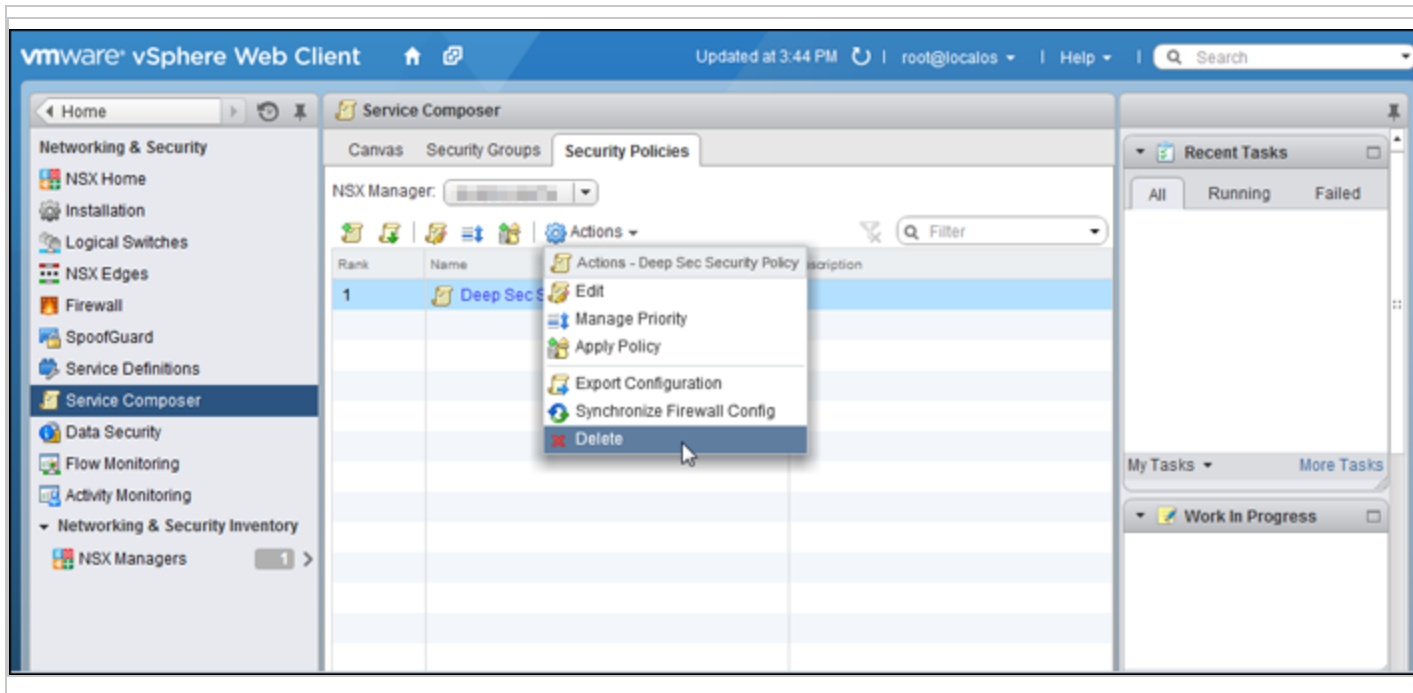 vmware® vSphere Web Client
Updated at 3:44 PM | root@localos | Help | Search
Home
Networking & Security
NSX Home
Installation
Logical Switches
NSX Edges
Firewall
SpoofGuard
Service Definitions
Service Composer
Data Security
Flow Monitoring
Activity Monitoring
Networking & Security Inventory
NSX Managers 1
Service Composer
Canvas Security Groups Security Policies
NSX Manager:
Actions Filter
Rank Name scription
1 Deep Sec S
Actions - Deep Sec Security Policy
Edit
Manage Priority
Apply Policy
Export Configuration
Synchronize Firewall Config
Delete
Recent Tasks
All Running Failed
My Tasks More Tasks
Work In Progress